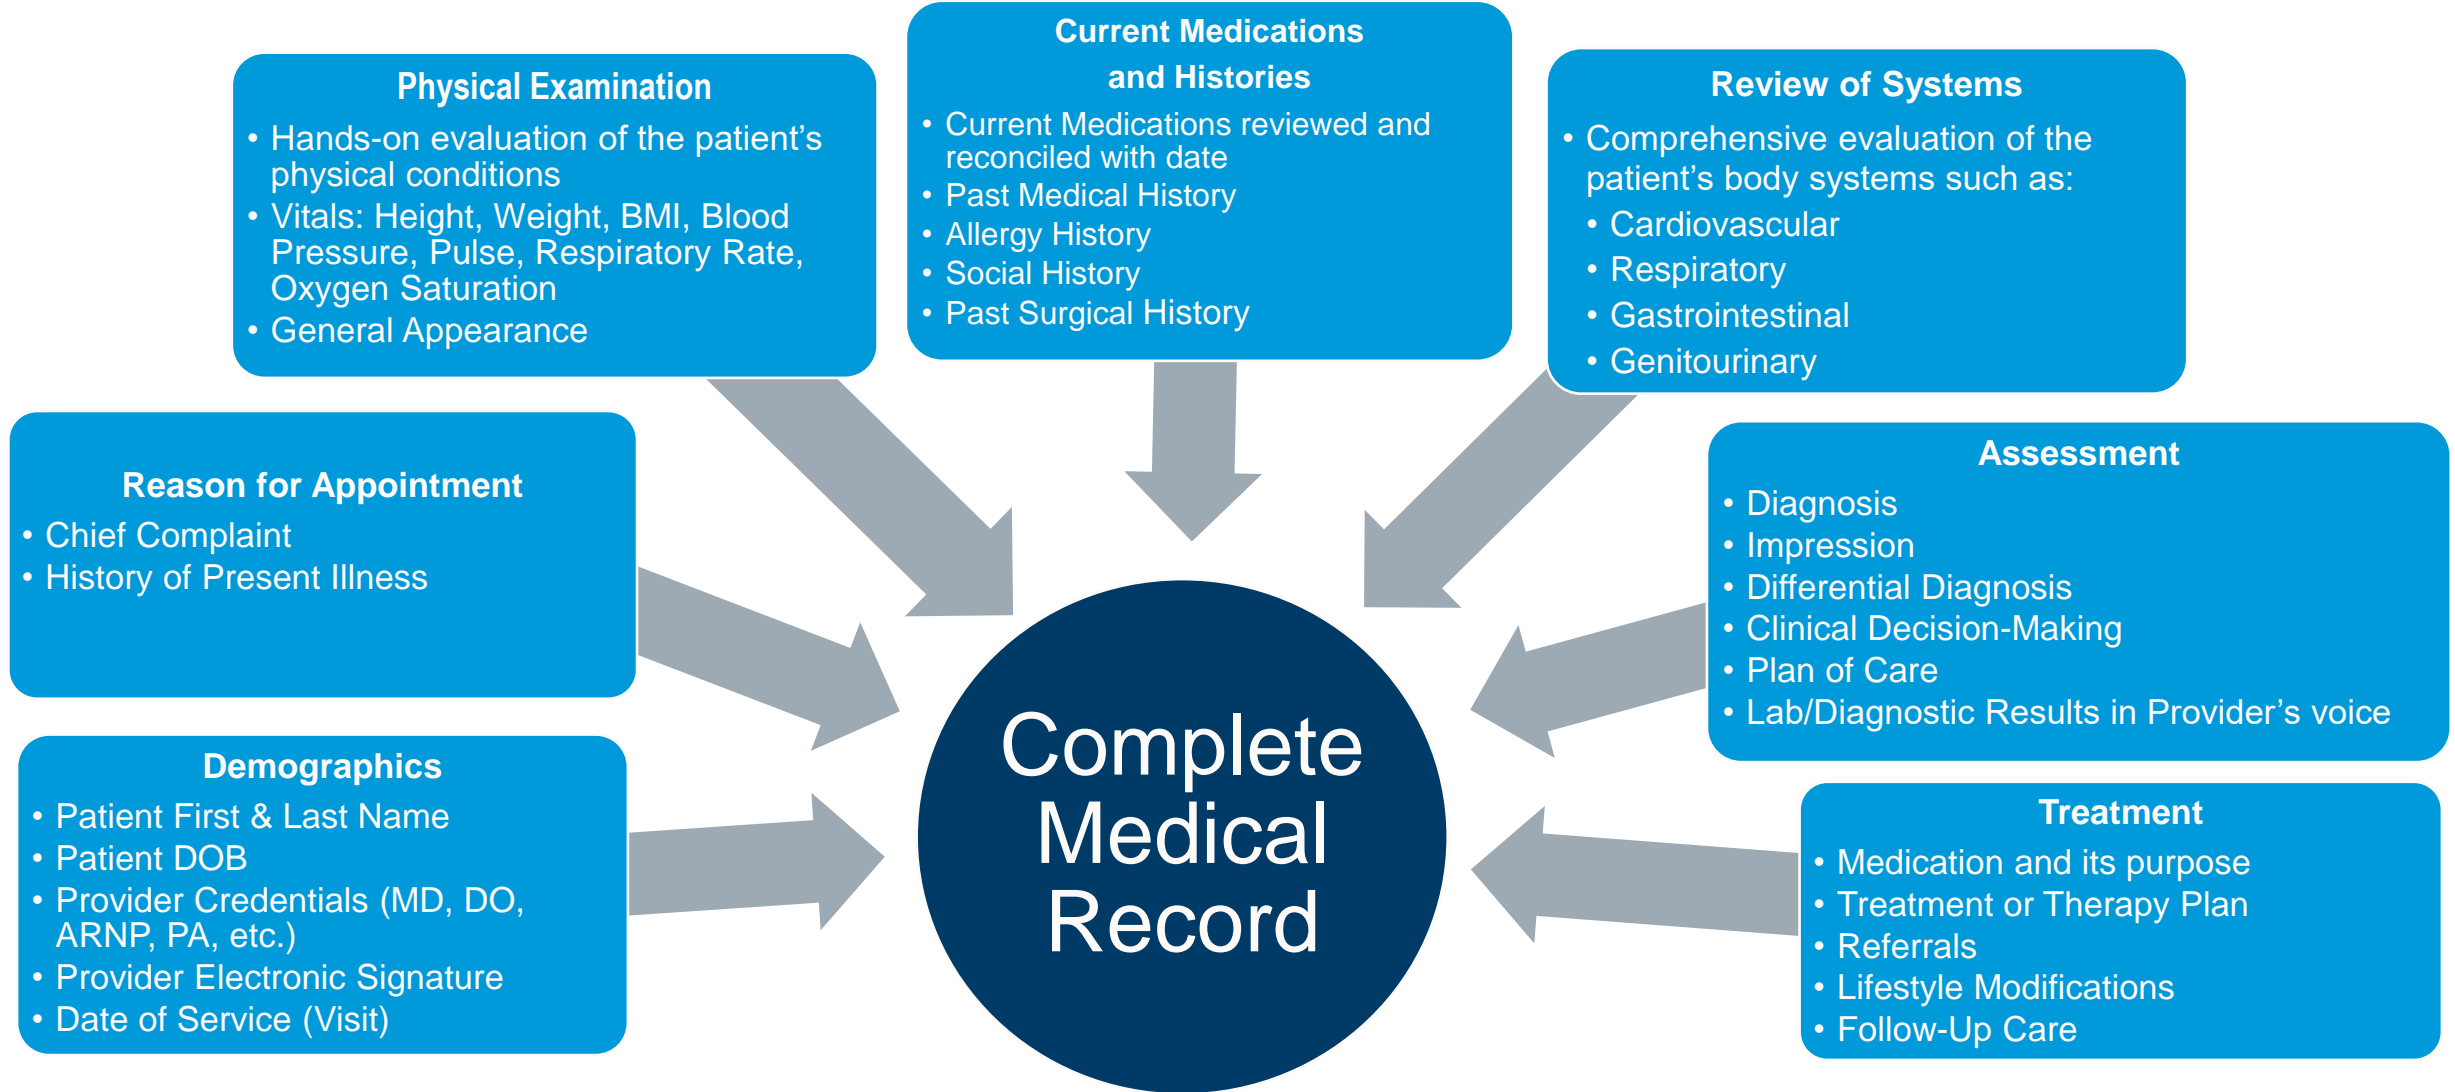 Physical Examination
• Hands-on evaluation of the patient’s
physical conditions
• Vitals: Height, Weight, BMI, Blood
Pressure, Pulse, Respiratory Rate,
Oxygen Saturation
• General Appearance
Current Medications
and Histories
• Current Medications reviewed and
reconciled with date
• Past Medical History
• Allergy History
• Social History
• Past Surgical History
Review of Systems
• Comprehensive evaluation of the
patient’s body systems such as:
• Cardiovascular
• Respiratory
• Gastrointestinal
• Genitourinary
Reason for Appointment
• Chief Complaint
• History of Present Illness
Assessment
• Diagnosis
• Impression
• Differential Diagnosis
• Clinical Decision-Making
• Plan of Care
• Lab/Diagnostic Results in Provider’s voice
Demographics
• Patient First & Last Name
• Patient DOB
• Provider Credentials (MD, DO,
ARNP, PA, etc.)
• Provider Electronic Signature
• Date of Service (Visit)
Complete
Medical
Record
Treatment
• Medication and its purpose
• Treatment or Therapy Plan
• Referrals
• Lifestyle Modifications
• Follow-Up Care